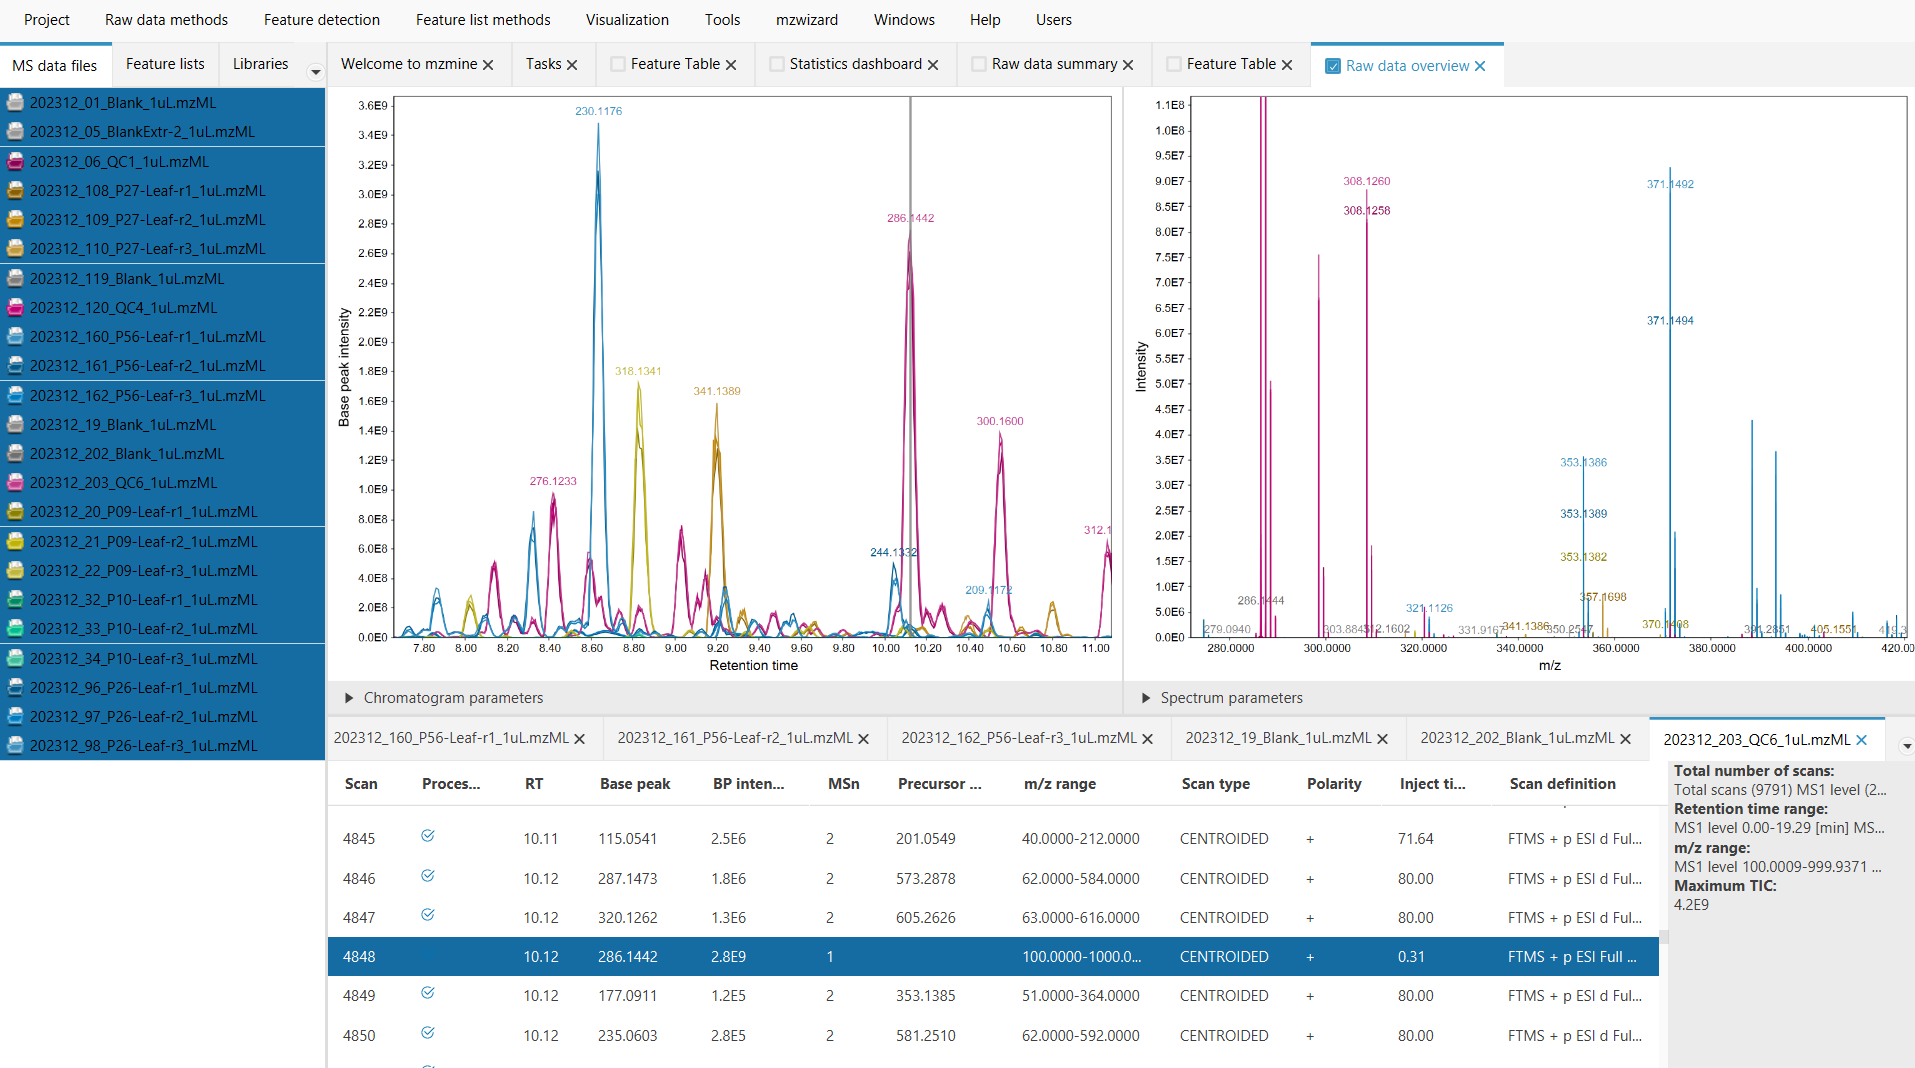 Project Raw data methods Feature detection Feature list methods Visualization Tools mzwizard Windows Help Users
MS data files Feature lists Libraries
Welcome to mzmine Tasks Feature Table Statistics dashboard Raw data summary Feature Table Raw data overview
202312_01_Blank_1uL.mzML
202312_05_BlankExtr-2_1uL.mzML
202312_06_QC1_1uL.mzML
202312_108_P27-Leaf-r1_1uL.mzML
202312_109_P27-Leaf-r2_1uL.mzML
202312_110_P27-Leaf-r3_1uL.mzML
202312_119_Blank_1uL.mzML
202312_120_QC4_1uL.mzML
202312_160_P56-Leaf-r1_1uL.mzML
202312_161_P56-Leaf-r2_1uL.mzML
202312_162_P56-Leaf-r3_1uL.mzML
202312_19_Blank_1uL.mzML
202312_202_Blank_1uL.mzML
202312_203_QC6_1uL.mzML
202312_20_P09-Leaf-r1_1uL.mzML
202312_21_P09-Leaf-r2_1uL.mzML
202312_22_P09-Leaf-r3_1uL.mzML
202312_32_P10-Leaf-r1_1uL.mzML
202312_33_P10-Leaf-r2_1uL.mzML
202312_34_P10-Leaf-r3_1uL.mzML
202312_96_P26-Leaf-r1_1uL.mzML
202312_97_P26-Leaf-r2_1uL.mzML
202312_98_P26-Leaf-r3_1uL.mzML
Base peak intensity
3.6E9
3.4E9
3.2E9
3.0E9
2.8E9
2.6E9
2.4E9
2.2E9
2.0E9
1.8E9
1.6E9
1.4E9
1.2E9
1.0E9
8.0E8
6.0E8
4.0E8
2.0E8
0.0E0
230.1176
286.1442
318.1341
341.1389
300.1600
276.1233
312.1
244.1332
209.1172
7.80 8.00 8.20 8.40 8.60 8.80 9.00 9.20 9.40 9.60 9.80 10.00 10.20 10.40 10.60 10.80 11.00
Retention time
Chromatogram parameters
Intensity
1.1E8
1.0E8
9.5E7
9.0E7
8.5E7
8.0E7
7.5E7
7.0E7
6.5E7
6.0E7
5.5E7
5.0E7
4.5E7
4.0E7
3.5E7
3.0E7
2.5E7
2.0E7
1.5E7
1.0E7
5.0E6
0.0E0
308.1260
371.1492
308.1258
371.1494
353.1386
353.1389
353.1382
286.1444
357.1698
321.1126
341.1386
370.1408
279.0940
331.9167
350.2547
391.2851
405.1551
280.0000 300.0000 320.0000 340.0000 360.0000 380.0000 400.0000 420.00
m/z
Spectrum parameters
202312_160_P56-Leaf-r1_1uL.mzML 202312_161_P56-Leaf-r2_1uL.mzML 202312_162_P56-Leaf-r3_1uL.mzML 202312_19_Blank_1uL.mzML 202312_202_Blank_1uL.mzML 202312_203_QC6_1uL.mzML
Scan Proces... RT Base peak BP inten... MSn Precursor ... m/z range Scan type Polarity Inject ti... Scan definition
4845 10.11 115.0541 2.5E6 2 201.0549 40.0000-212.0000 CENTROIDED + 71.64 FTMS + p ESI d Ful...
4846 10.12 287.1473 1.8E6 2 573.2878 62.0000-584.0000 CENTROIDED + 80.00 FTMS + p ESI d Ful...
4847 10.12 320.1262 1.3E6 2 605.2626 63.0000-616.0000 CENTROIDED + 80.00 FTMS + p ESI d Ful...
4848 10.12 286.1442 2.8E9 1 100.0000-1000.0... CENTROIDED + 0.31 FTMS + p ESI Full ...
4849 10.12 177.0911 1.2E5 2 353.1385 51.0000-364.0000 CENTROIDED + 80.00 FTMS + p ESI d Ful...
4850 10.12 235.0603 2.8E5 2 581.2510 62.0000-592.0000 CENTROIDED + 80.00 FTMS + p ESI d Ful...
Total number of scans:
Total scans (9791) MS1 level (2...
Retention time range:
MS1 level 0.00-19.29 [min] MS...
m/z range:
MS1 level 100.0009-999.9371 ...
Maximum TIC:
4.2E9